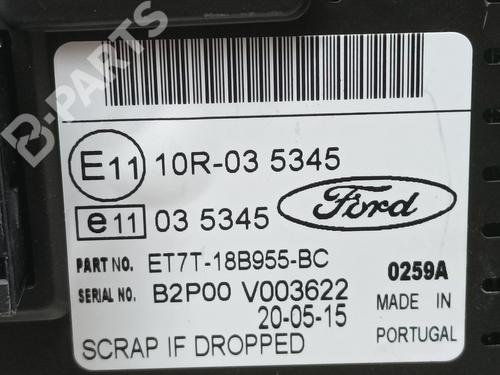 B-PARTS
E11 10R-03 5345
e11 03 5345
Ford
PART NO. ET7T-18B955-BC
0259A
SERIAL NO. B2P00 V003622
20-05-15
MADE IN
PORTUGAL
SCRAP IF DROPPED